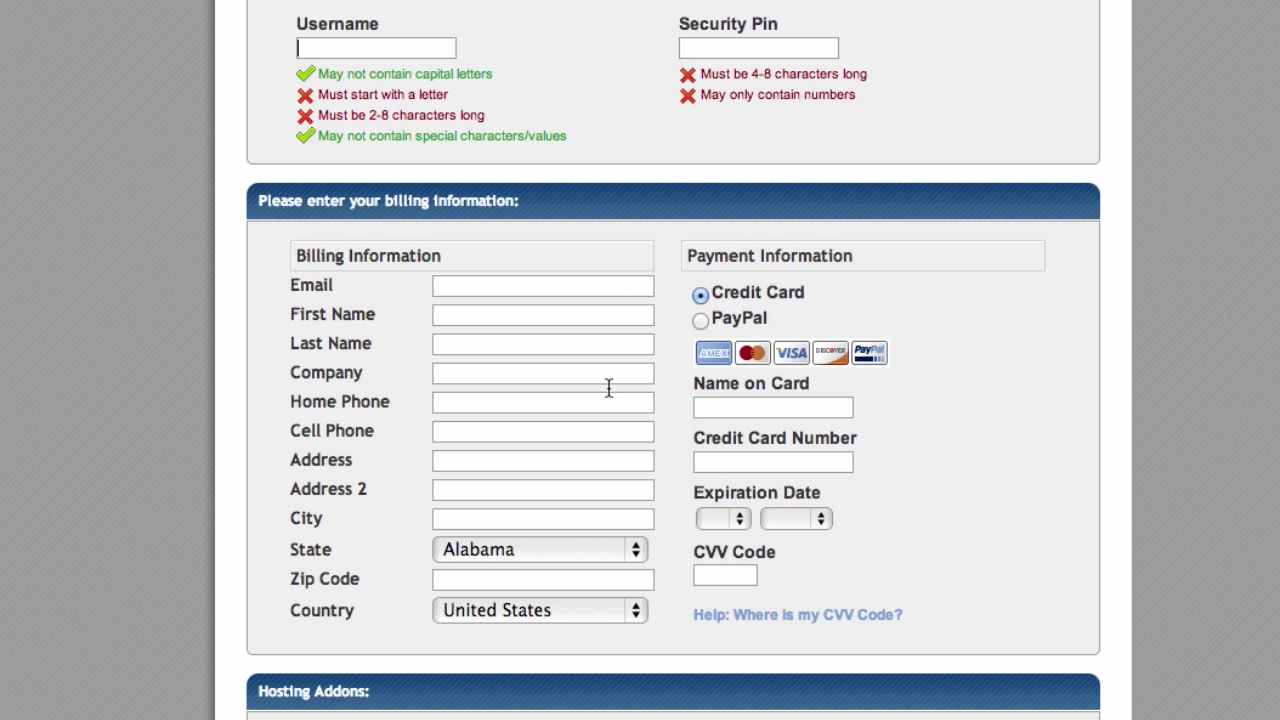 Username
Security Pin
May not contain capital letters
Must start with a letter
Must be 2-8 characters long
May not contain special characters/values
Must be 4-8 characters long
May only contain numbers
Please enter your billing information:
Billing Information
Email
First Name
Last Name
Company
Home Phone
Cell Phone
Address
Address 2
City
State Alabama
Zip Code
Country United States
Payment Information
Credit Card
PayPal
AMEX VISA DISCOVER PayPal
Name on Card
Credit Card Number
Expiration Date
CVV Code
Help: Where is my CVV Code?
Hosting Addons: